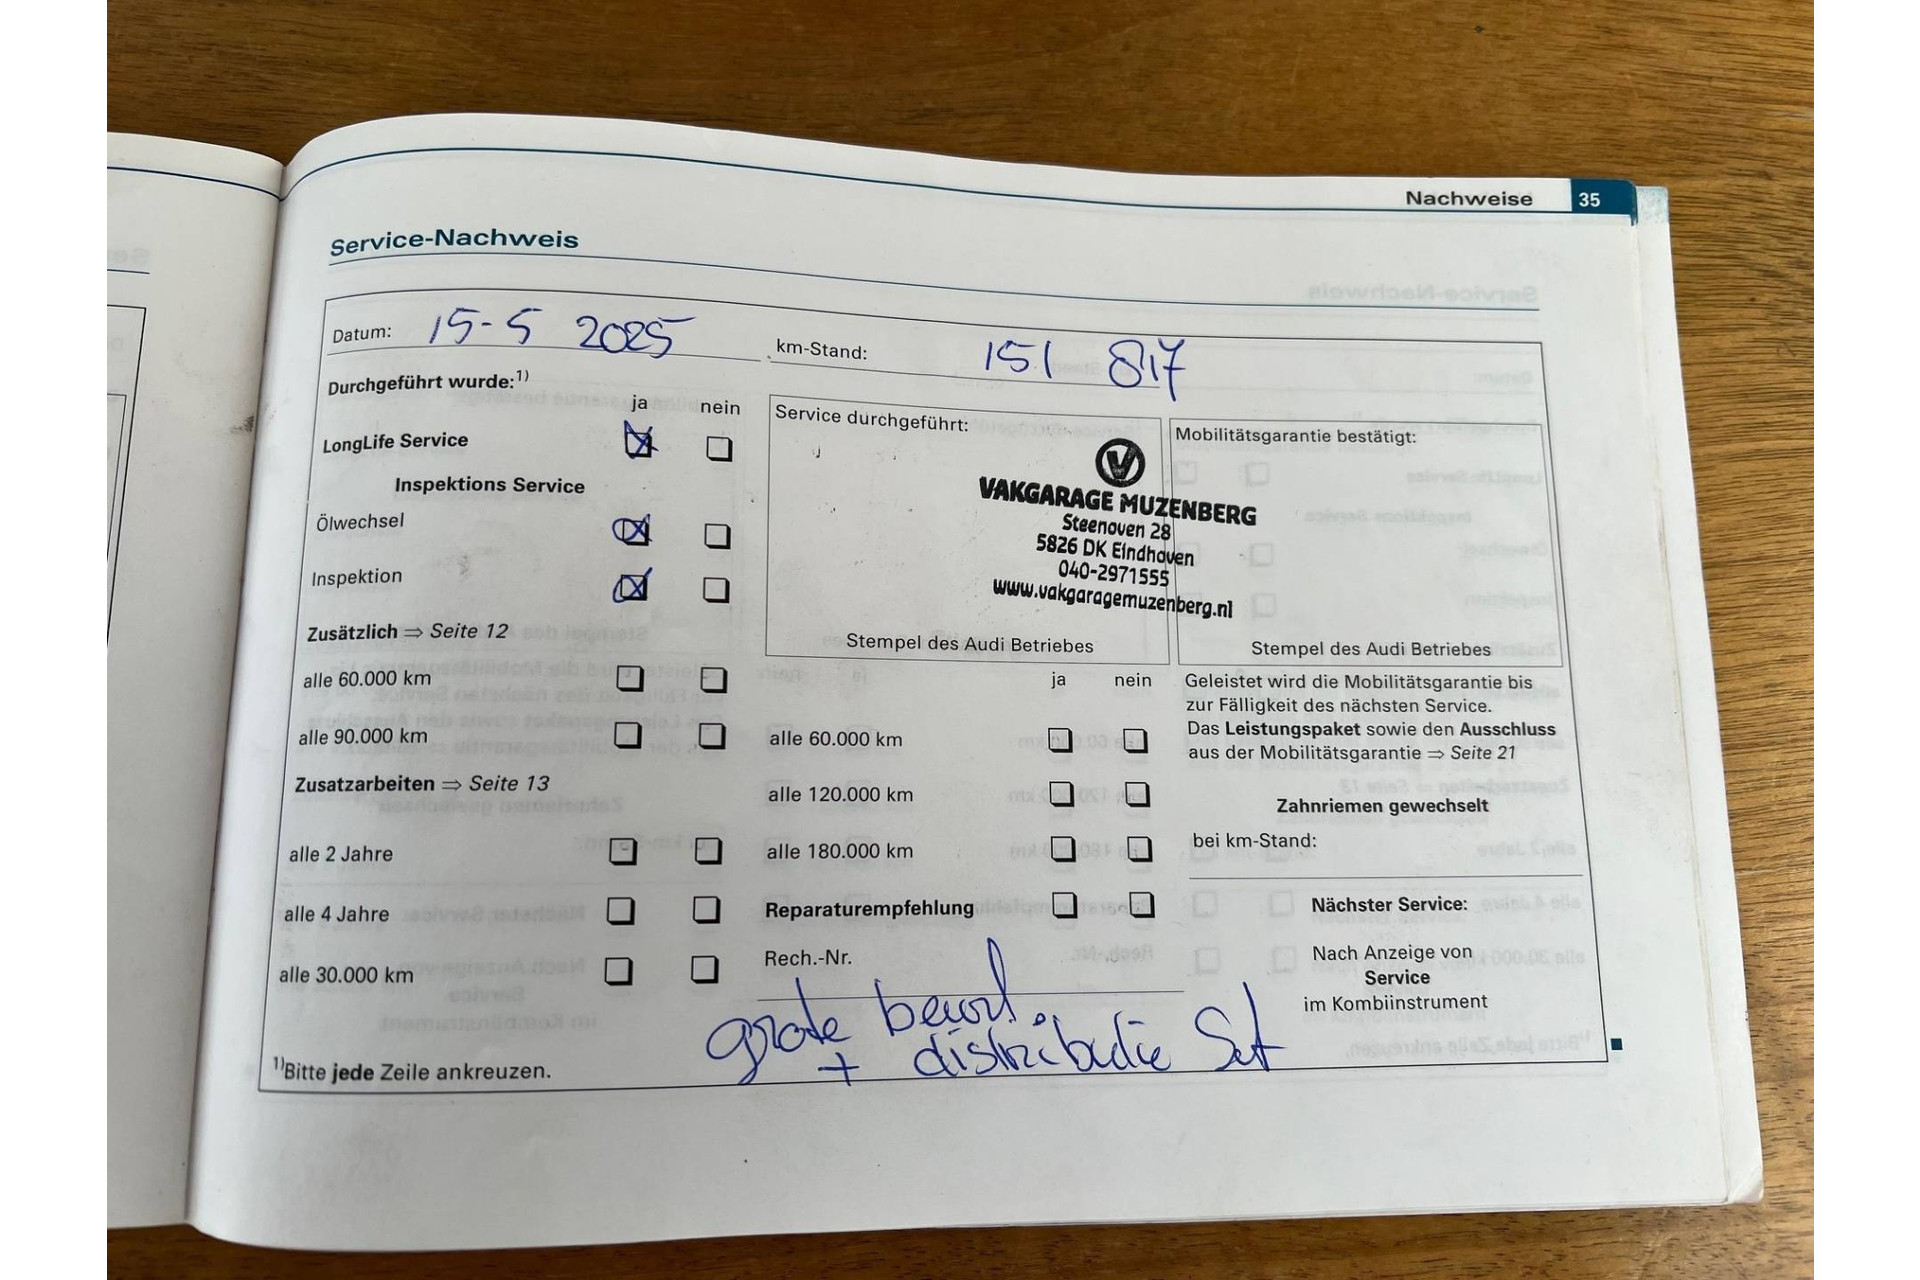 Nachweise 35
Service-Nachweis
Datum: 15-5 2025 km-Stand: 151 817
Durchgeführt wurde:1)
ja nein
LongLife Service
Inspektions Service
Ölwechsel
Inspektion
Zusätzlich ⇒ Seite 12
alle 60.000 km
alle 90.000 km
Zusatzarbeiten ⇒ Seite 13
alle 2 Jahre
alle 4 Jahre
alle 30.000 km
1)Bitte jede Zeile ankreuzen.
Service durchgeführt:
VAKGARAGE MUZENBERG
Steenoven 28
5826 DK Eindhoven
040-2971555
www.vakgaragemuzenberg.nl
Stempel des Audi Betriebes
ja nein
alle 60.000 km
alle 120.000 km
alle 180.000 km
Reparaturempfehlung
Rech.-Nr.
grote beurt
+ distributie Set
Mobilitätsgarantie bestätigt:
Stempel des Audi Betriebes
Geleistet wird die Mobilitätsgarantie bis
zur Fälligkeit des nächsten Service.
Das Leistungspaket sowie den Ausschluss
aus der Mobilitätsgarantie ⇒ Seite 21
Zahnriemen gewechselt
bei km-Stand:
Nächster Service:
Nach Anzeige von
Service
im Kombiinstrument